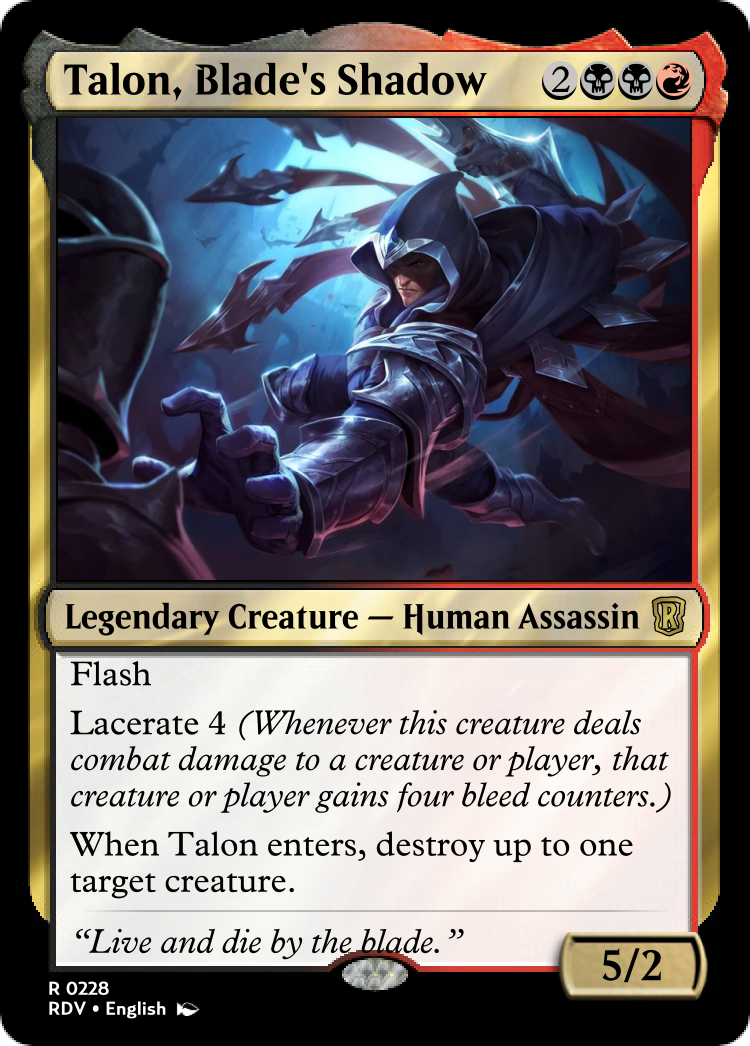 Talon, Blade's Shadow 2
Legendary Creature — Human Assassin R
Flash
Lacerate 4 (Whenever this creature deals
combat damage to a creature or player, that
creature or player gains four bleed counters.)
When Talon enters, destroy up to one
target creature.
“Live and die by the blade.”
5/2
R 0228
RDV • English